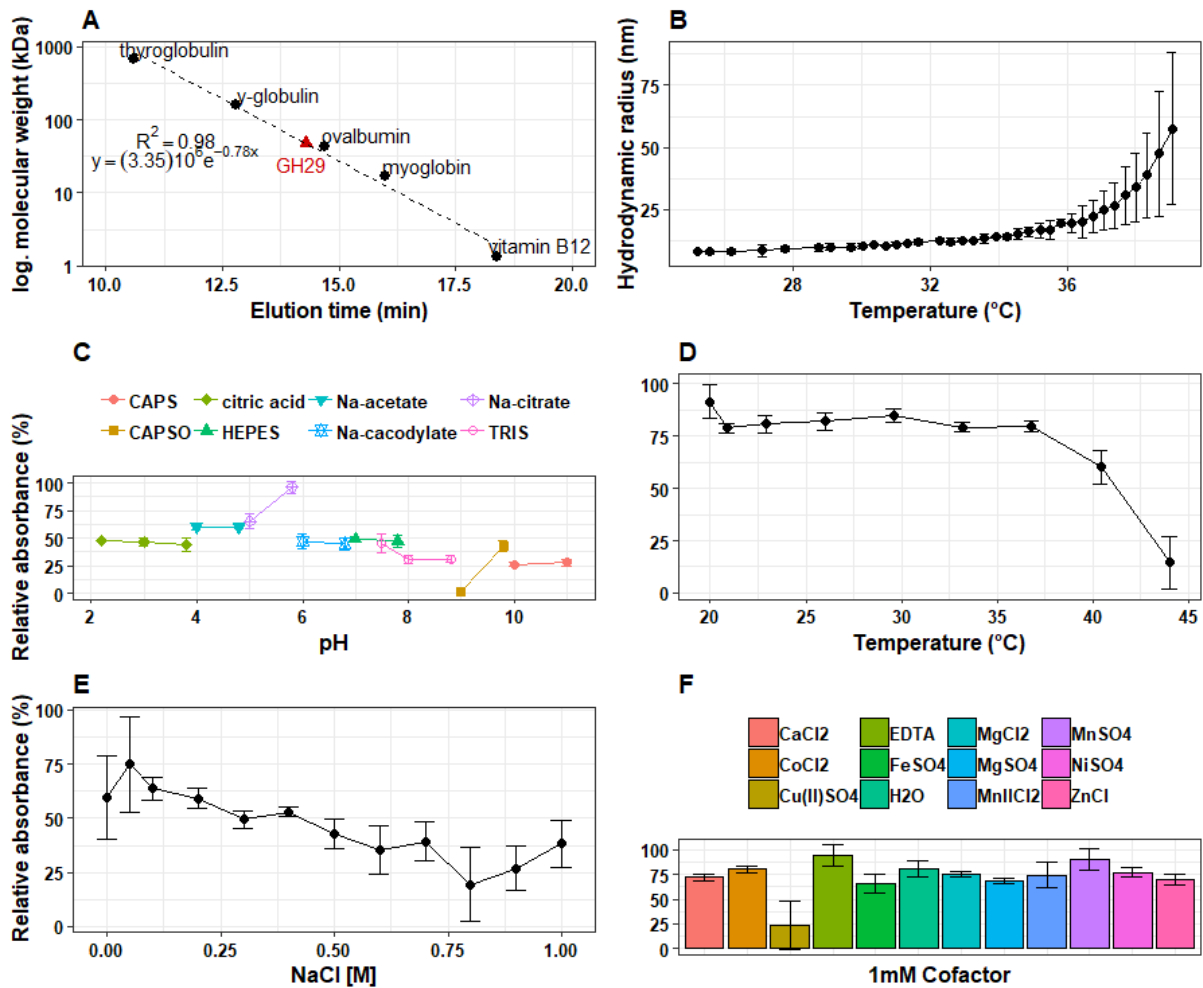 A
log. molecular weight (kDa)
1000
100
10
1
thyroglobulin
y-globulin
ovalbumin
R² = 0.98
y = (3.35)10⁶e⁻⁰·⁷⁸ˣ
GH29
myoglobin
vitamin B12
10.0 12.5 15.0 17.5 20.0
Elution time (min)
B
Hydrodynamic radius (nm)
75
50
25
28 32 36
Temperature (°C)
C
CAPS citric acid Na-acetate Na-citrate
CAPSO HEPES Na-cacodylate TRIS
Relative absorbance (%)
100
75
50
25
0
2 4 6 8 10
pH
D
100
75
50
25
0
20 25 30 35 40 45
Temperature (°C)
E
Relative absorbance (%)
100
75
50
25
0
0.00 0.25 0.50 0.75 1.00
NaCl [M]
F
CaCl2 EDTA MgCl2 MnSO4
CoCl2 FeSO4 MgSO4 NiSO4
Cu(II)SO4 H2O MnIICl2 ZnCl
100
75
50
25
0
1mM Cofactor